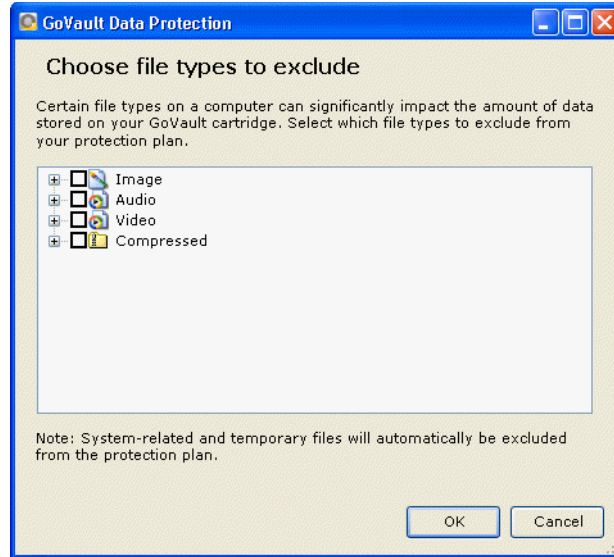 GoVault Data Protection
Choose file types to exclude
Certain file types on a computer can significantly impact the amount of data
stored on your GoVault cartridge. Select which file types to exclude from
your protection plan.
Image
Audio
Video
Compressed
Note: System-related and temporary files will automatically be excluded
from the protection plan.
OK
Cancel